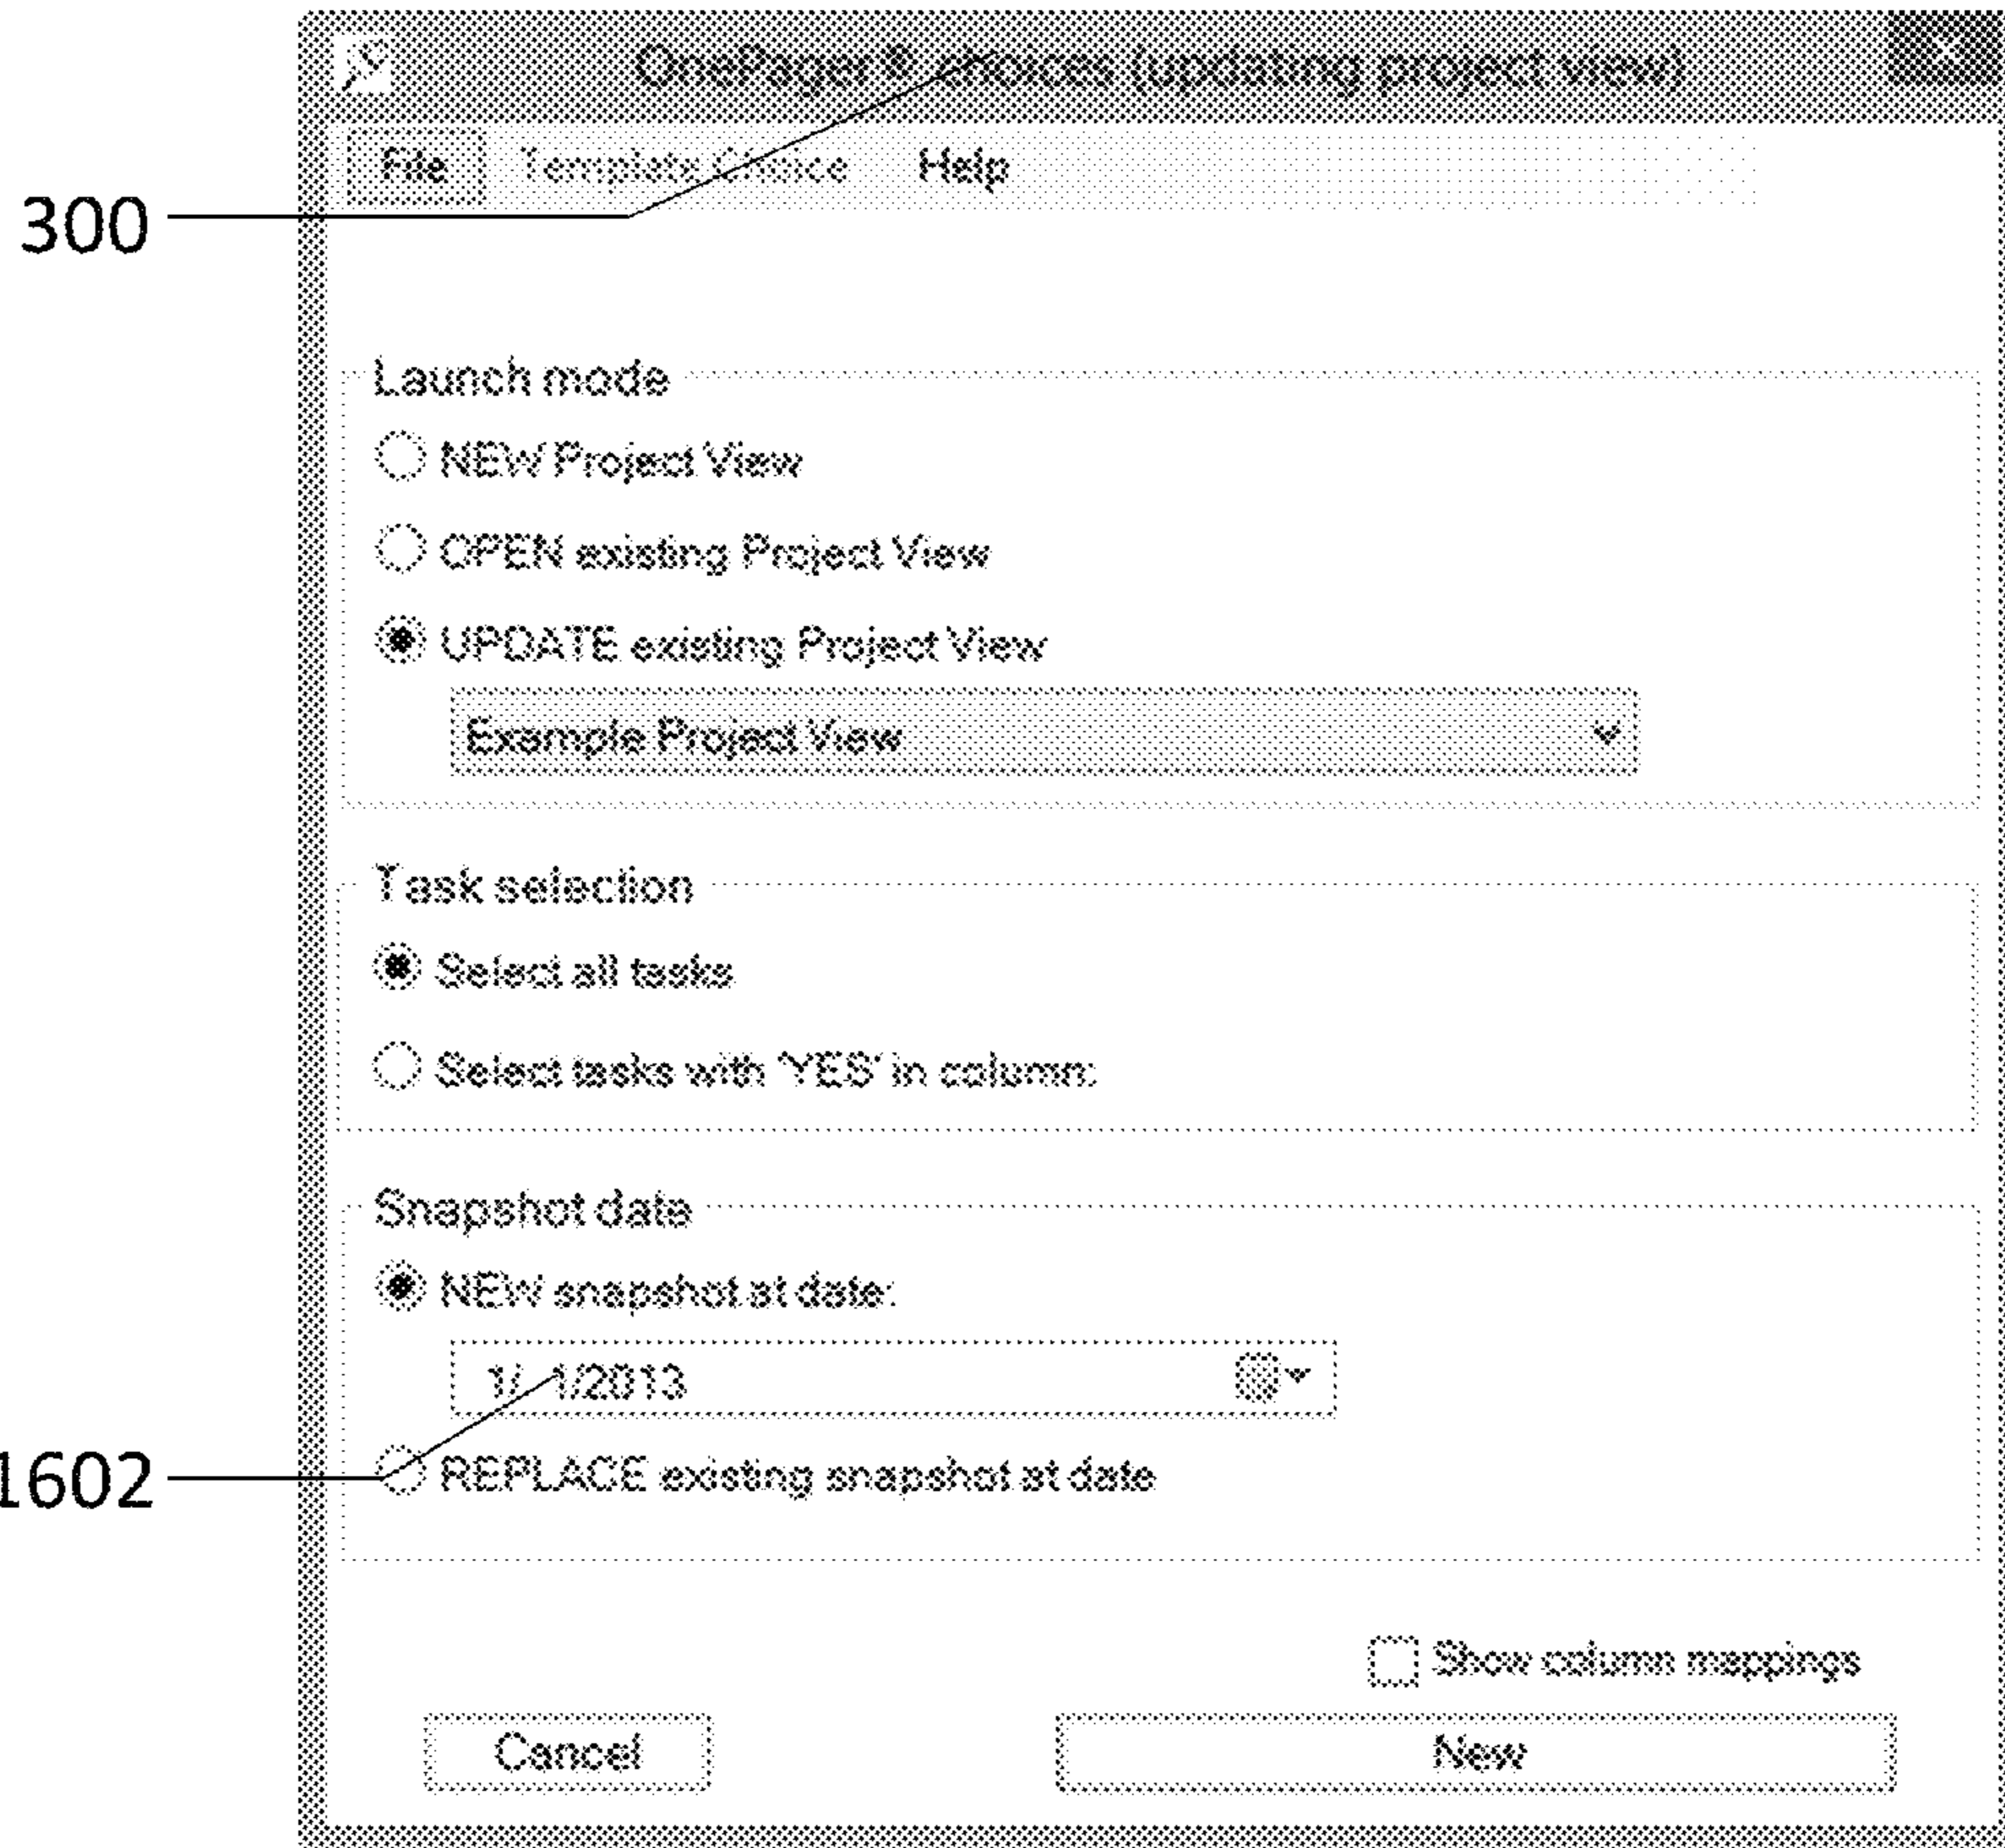 OnePager® choices (updating project view)
File Template Choice Help
300
Launch mode
NEW Project View
OPEN existing Project View
UPDATE existing Project View
Example Project View
Task selection
Select all tasks
Select tasks with 'YES' in column:
Snapshot date
NEW snapshot at date:
1/ 1/2013
1602
REPLACE existing snapshot at date
Show column mappings
Cancel New